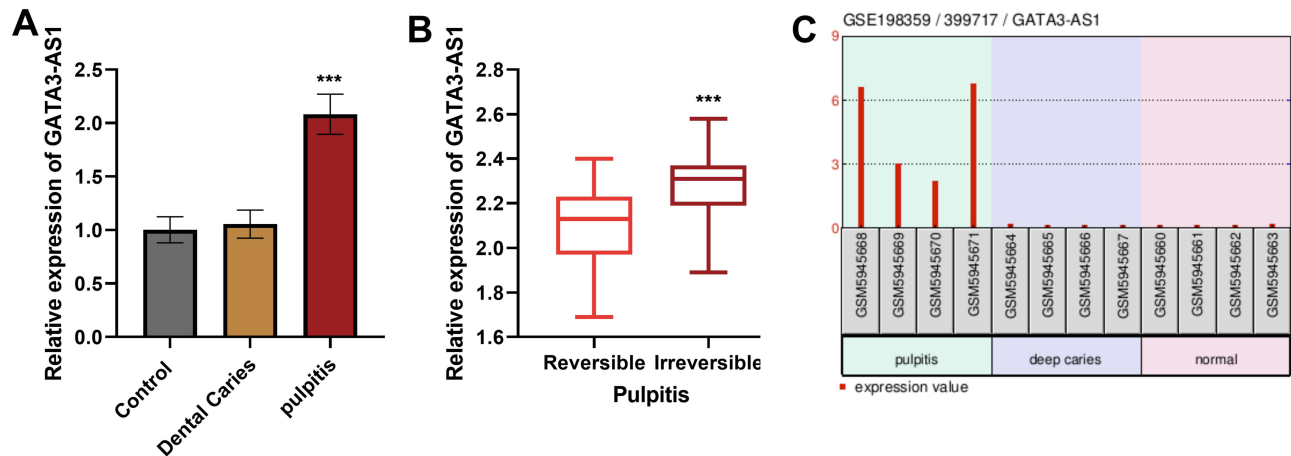 A
Relative expression of GATA3-AS1
2.5
2.0
1.5
1.0
0.5
0.0
***
Control
Dental Caries
pulpitis
B
Relative expression of GATA3-AS1
2.8
2.6
2.4
2.2
2.0
1.8
1.6
***
Reversible
Irreversible
Pulpitis
C
GSE198359 / 399717 / GATA3-AS1
9
6
3
0
GSM5945668
GSM5945669
GSM5945670
GSM5945671
GSM5945664
GSM5945665
GSM5945666
GSM5945667
GSM5945660
GSM5945661
GSM5945662
GSM5945663
pulpitis
deep caries
normal
expression value